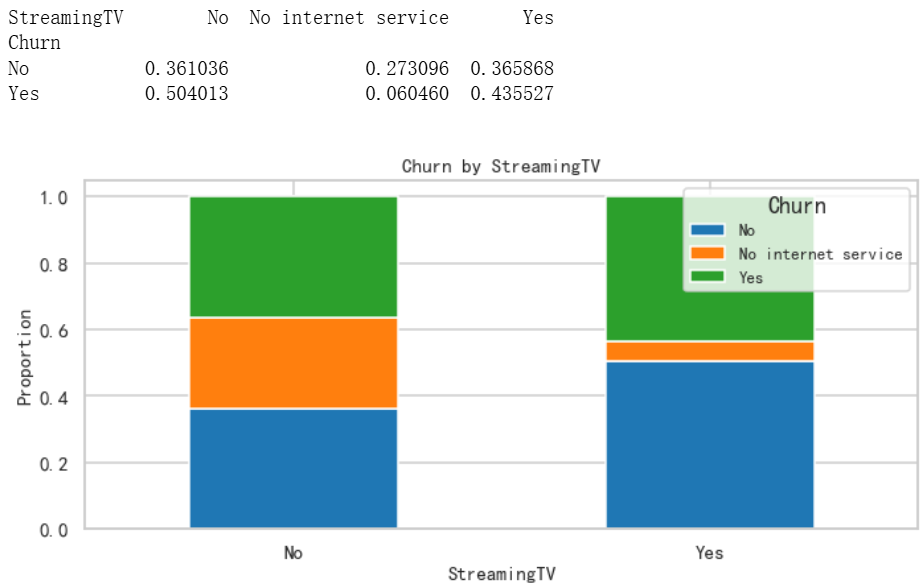 StreamingTV No No internet service Yes
Churn
No 0.361036 0.273096 0.365868
Yes 0.504013 0.060460 0.435527
Churn by StreamingTV
1.0
0.8
0.6
0.4
0.2
0.0
Proportion
Churn
No
No internet service
Yes
No Yes
StreamingTV